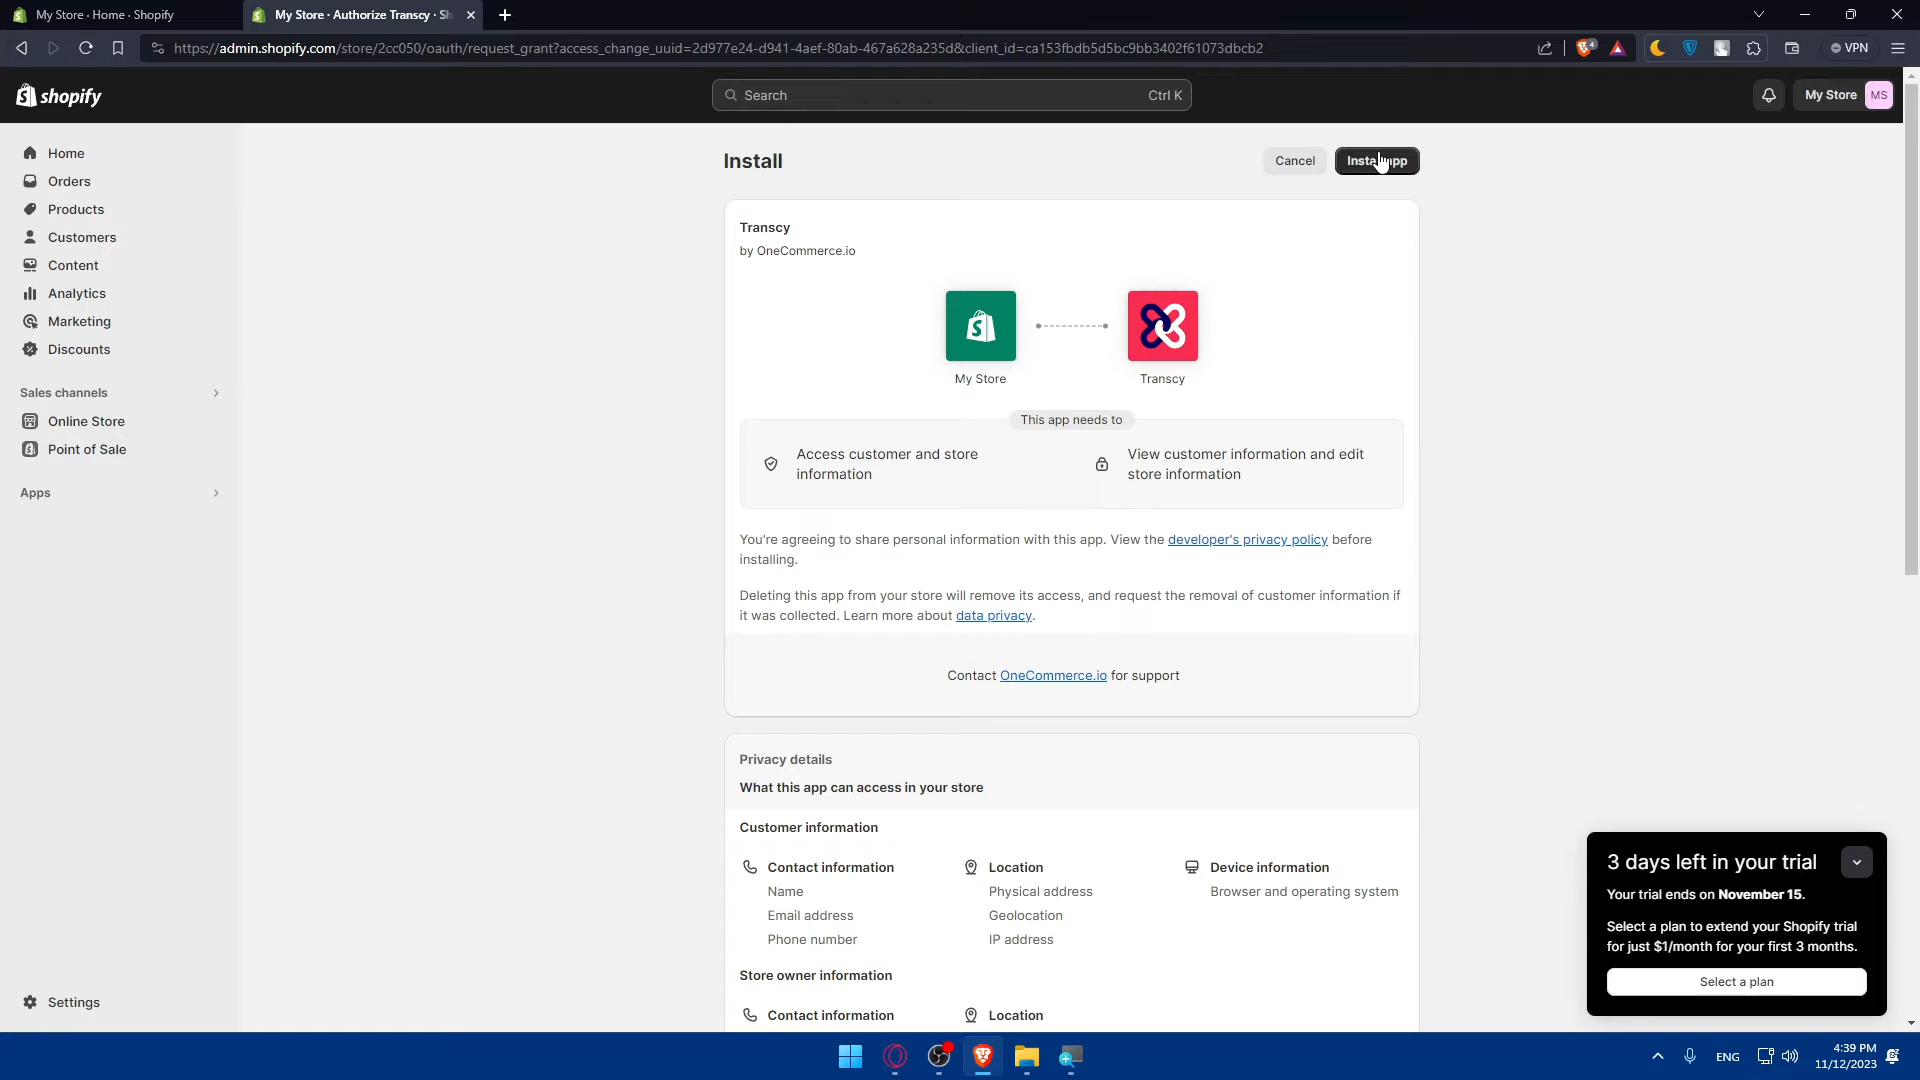 My Store · Home · Shopify
My Store · Authorize Transcy · Sh
https://admin.shopify.com/store/2cc050/oauth/request_grant?access_change_uuid=2d977e24-d941-4aef-80ab-467a628a235d&client_id=ca153fbdb5d5bc9bb3402f61073dbcb2
4
VPN
shopify
Search
Ctrl K
My Store
MS
Home
Orders
Products
Customers
Content
Analytics
Marketing
Discounts
Sales channels
Online Store
Point of Sale
Apps
Settings
Install
Cancel
Transcy
by OneCommerce.io
My Store
Transcy
This app needs to
Access customer and store
information
View customer information and edit
store information
You're agreeing to share personal information with this app. View the developer's privacy policy before
installing.
Deleting this app from your store will remove its access, and request the removal of customer information if
it was collected. Learn more about data privacy.
Contact OneCommerce.io for support
Privacy details
What this app can access in your store
Customer information
Contact information
Name
Email address
Phone number
Location
Physical address
Geolocation
IP address
Device information
Browser and operating system
Store owner information
Contact information
Location
3 days left in your trial
Your trial ends on November 15.
Select a plan to extend your Shopify trial
for just $1/month for your first 3 months.
Select a plan
ENG
4:39 PM
11/12/2023